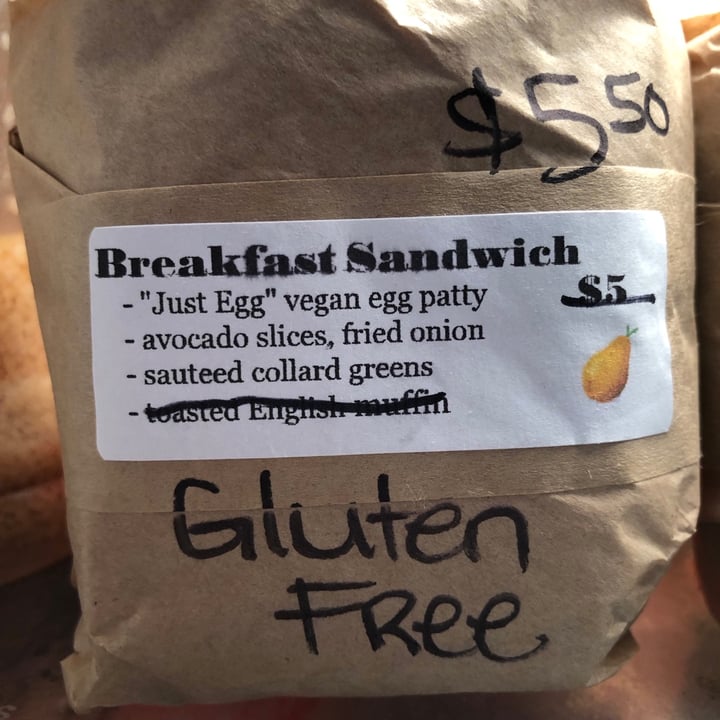 $5.50
Breakfast Sandwich
- "Just Egg" vegan egg patty
$5
- avocado slices, fried onion
- sauteed collard greens
- toasted English muffin
Gluten
Free